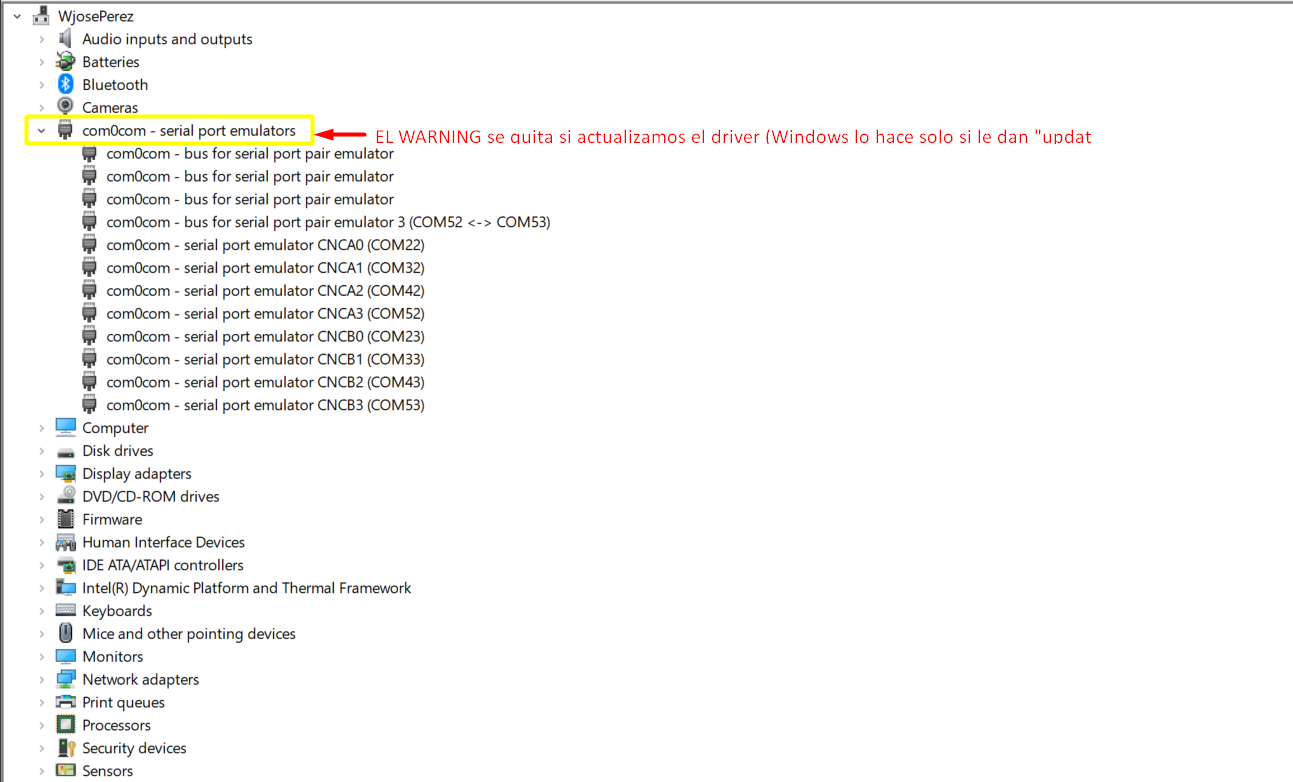 WjosePerez
Audio inputs and outputs
Batteries
Bluetooth
Cameras
com0com - serial port emulators
EL WARNING se quita si actualizamos el driver (Windows lo hace solo si le dan "updat
com0com - bus for serial port pair emulator
com0com - bus for serial port pair emulator
com0com - bus for serial port pair emulator
com0com - bus for serial port pair emulator 3 (COM52 <-> COM53)
com0com - serial port emulator CNCA0 (COM22)
com0com - serial port emulator CNCA1 (COM32)
com0com - serial port emulator CNCA2 (COM42)
com0com - serial port emulator CNCA3 (COM52)
com0com - serial port emulator CNCB0 (COM23)
com0com - serial port emulator CNCB1 (COM33)
com0com - serial port emulator CNCB2 (COM43)
com0com - serial port emulator CNCB3 (COM53)
Computer
Disk drives
Display adapters
DVD/CD-ROM drives
Firmware
Human Interface Devices
IDE ATA/ATAPI controllers
Intel(R) Dynamic Platform and Thermal Framework
Keyboards
Mice and other pointing devices
Monitors
Network adapters
Print queues
Processors
Security devices
Sensors